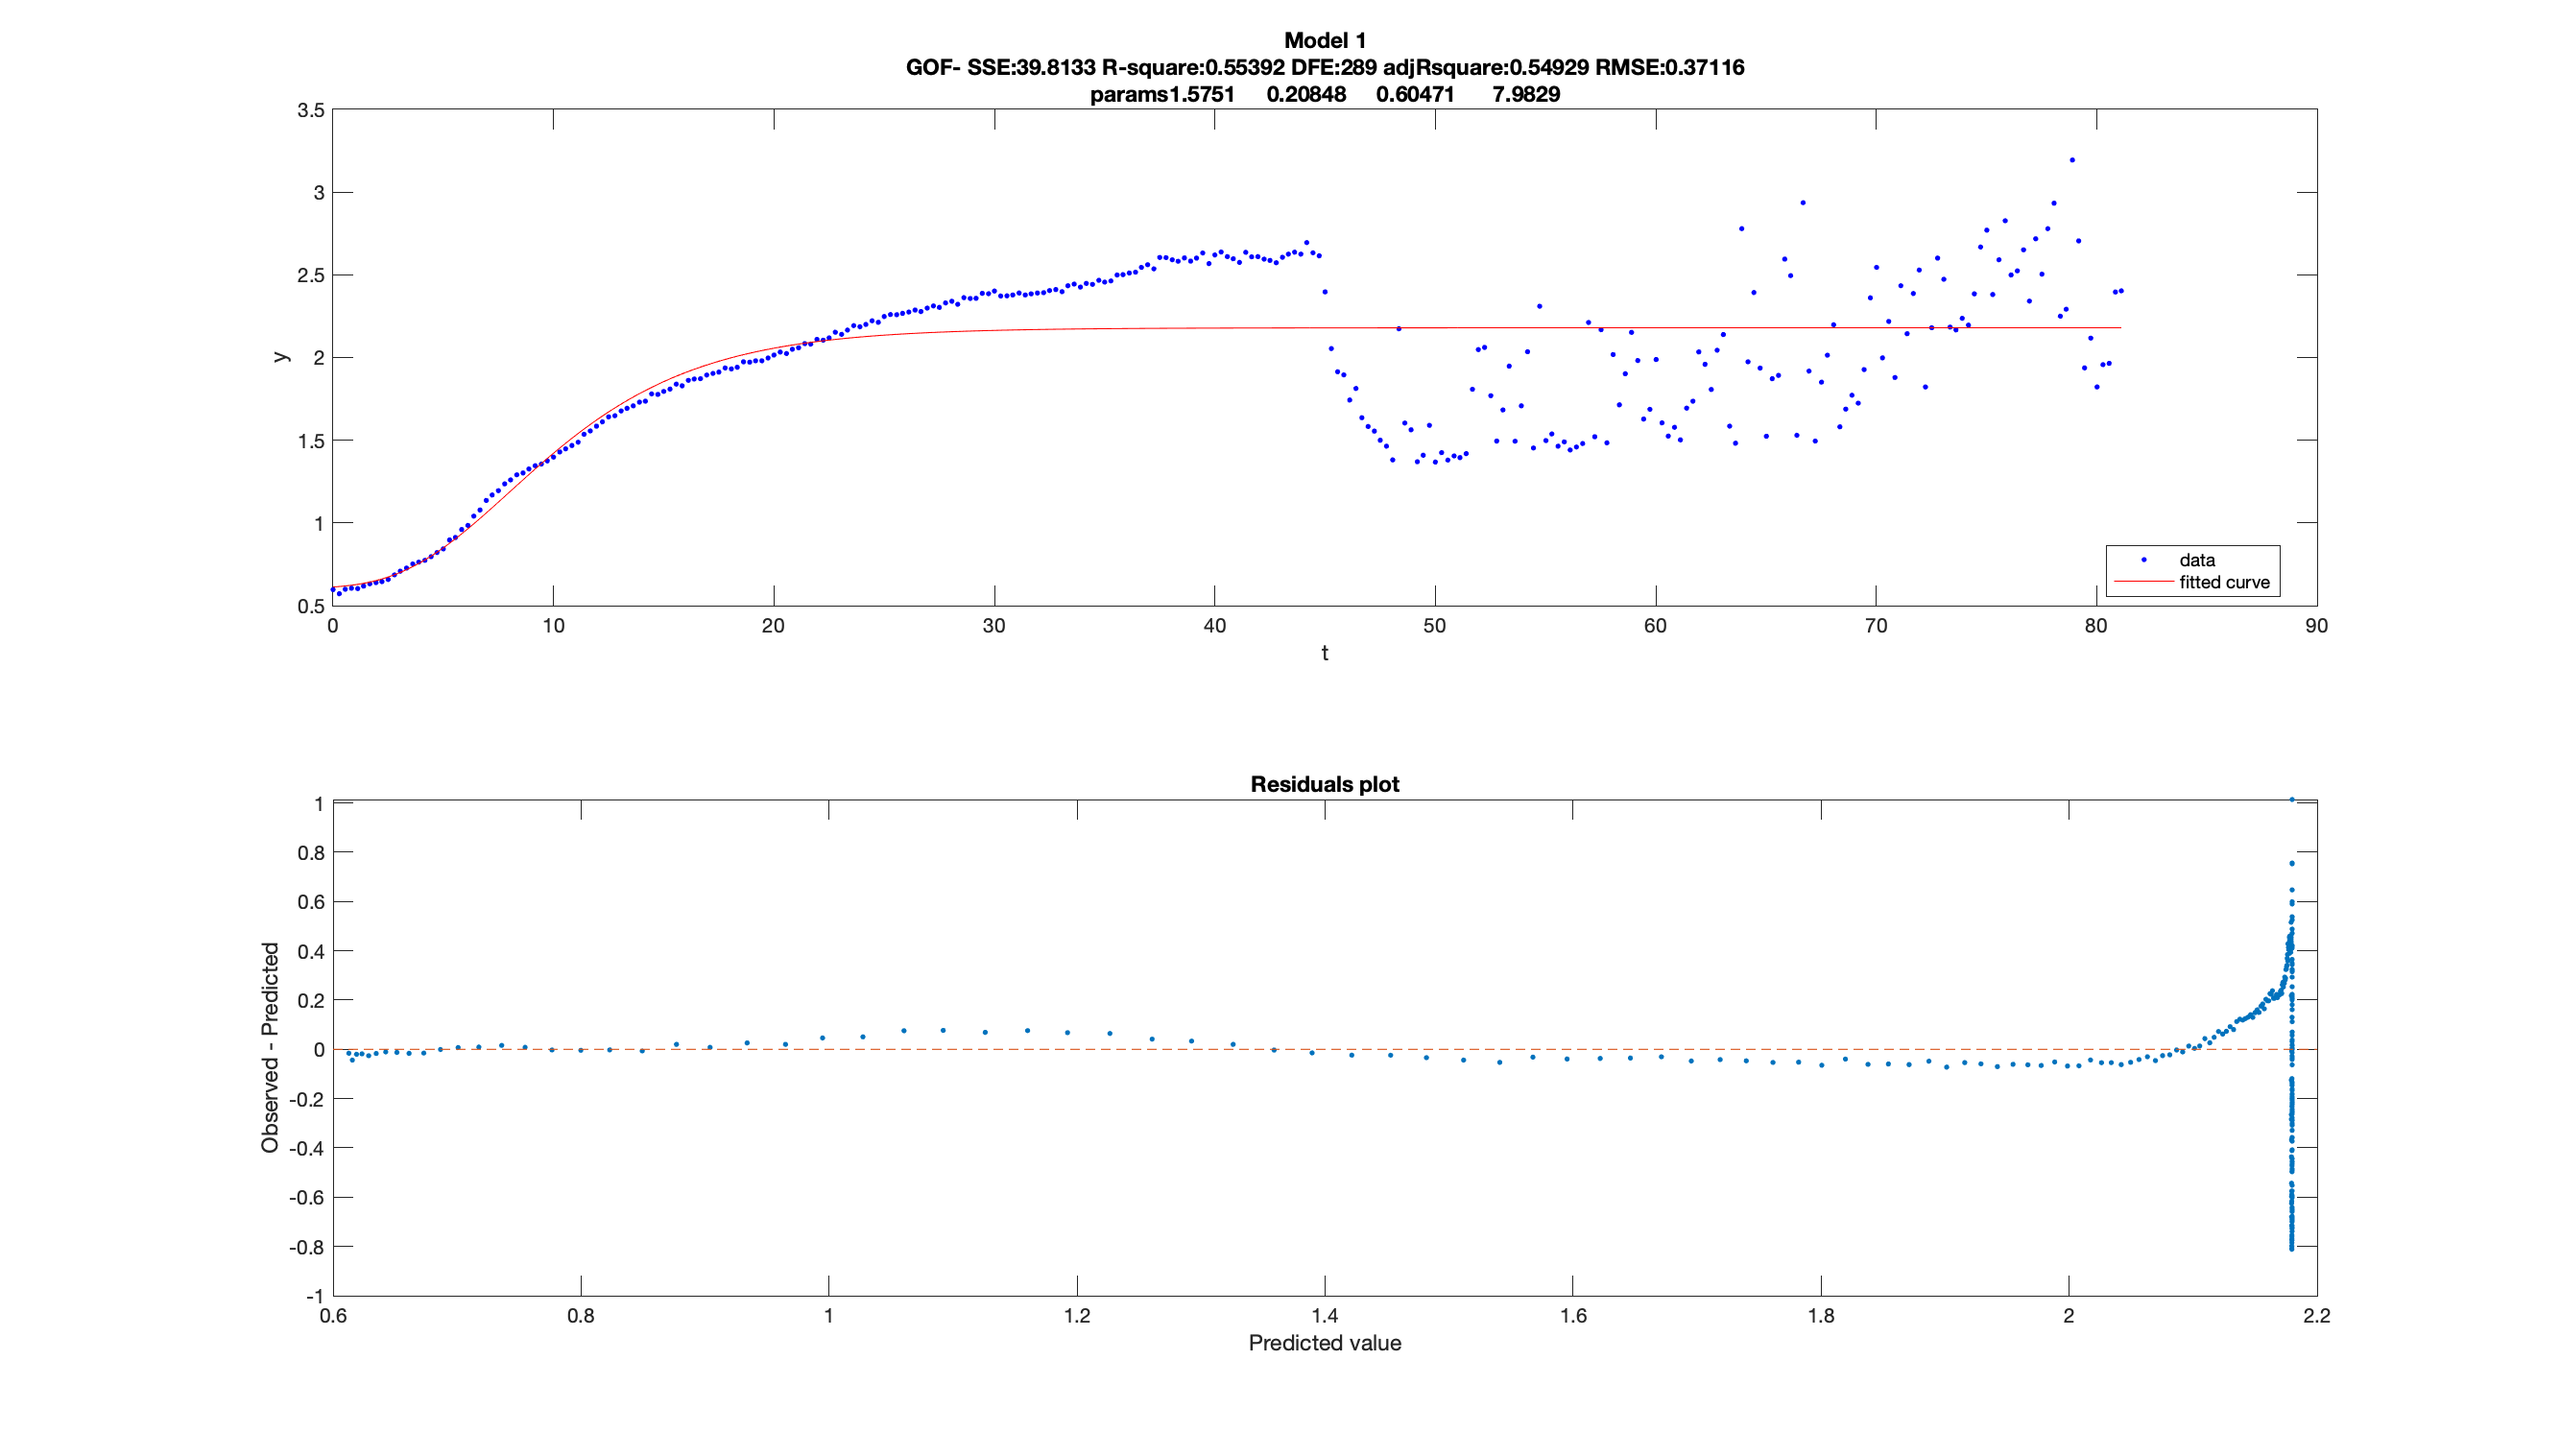 Model 1
GOF- SSE:39.8133 R-square:0.55392 DFE:289 adjRsquare:0.54929 RMSE:0.37116
params1.5751 0.20848 0.60471 7.9829
3.5
3
2.5
2
1.5
1
0.5
y
0 10 20 30 40 50 60 70 80 90
t
data
fitted curve
Residuals plot
1
0.8
0.6
0.4
0.2
0
-0.2
-0.4
-0.6
-0.8
-1
Observed - Predicted
0.6 0.8 1 1.2 1.4 1.6 1.8 2 2.2
Predicted value